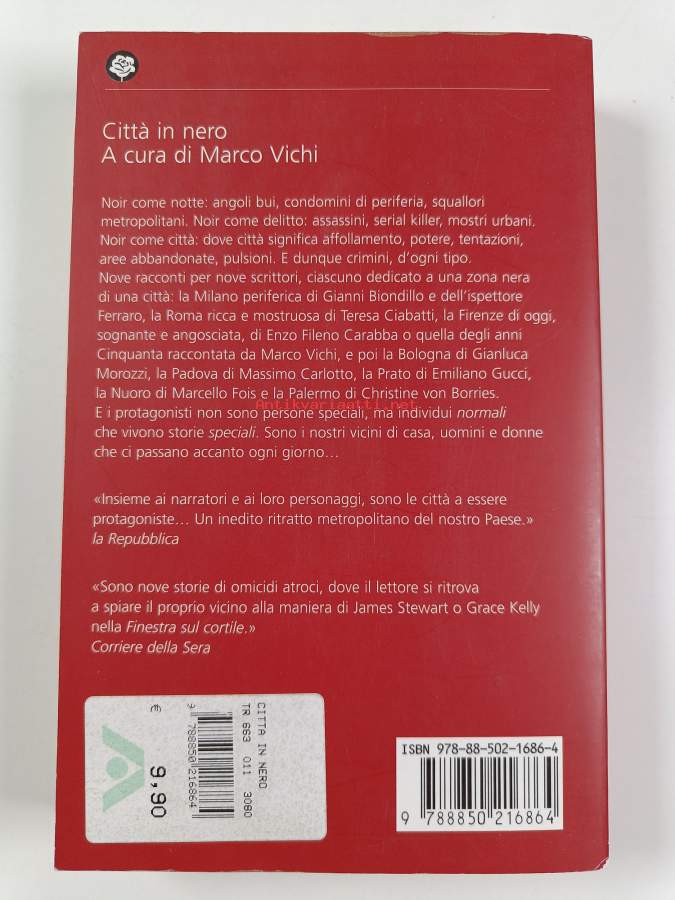 Città in nero
A cura di Marco Vichi
Noir come notte: angoli bui, condomini di periferia, squallori
metropolitani. Noir come delitto: assassini, serial killer, mostri urbani.
Noir come città: dove città significa affollamento, potere, tentazioni,
aree abbandonate, pulsioni. E dunque crimini, d'ogni tipo.
Nove racconti per nove scrittori, ciascuno dedicato a una zona nera
di una città: la Milano periferica di Gianni Biondillo e dell'ispettore
Ferraro, la Roma ricca e mostruosa di Teresa Ciabatti, la Firenze di oggi,
sognante e angosciata, di Enzo Fileno Carabba o quella degli anni
Cinquanta raccontata da Marco Vichi, e poi la Bologna di Gianluca
Morozzi, la Padova di Massimo Carlotto, la Prato di Emiliano Gucci,
la Nuoro di Marcello Fois e la Palermo di Christine von Borries.
Antikvariaatti.net
E i protagonisti non sono persone speciali, ma individui normali
che vivono storie speciali. Sono i nostri vicini di casa, uomini e donne
che ci passano accanto ogni giorno…
«Insieme ai narratori e ai loro personaggi, sono le città a essere
protagoniste… Un inedito ritratto metropolitano del nostro Paese.»
la Repubblica
«Sono nove storie di omicidi atroci, dove il lettore si ritrova
a spiare il proprio vicino alla maniera di James Stewart o Grace Kelly
nella Finestra sul cortile.»
Corriere della Sera
CITTA IN NERO
TR 663 011 3080
9 788850 216864
€ 9,90
ISBN 978-88-502-1686-4
9 788850 216864